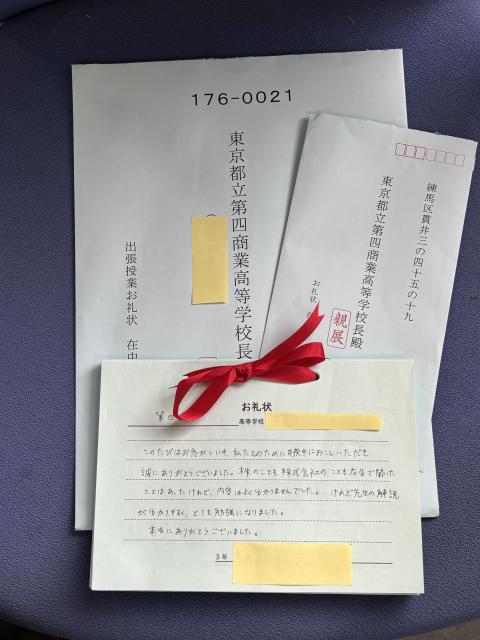 176-0021
東京都立第四商業高等学校長
出張授業お礼状 在中
練馬区貫井三の四十五の十九
東京都立第四商業高等学校長殿
親展
お礼状 在
お礼状
第四
高等学校
このたびはお忙しい中、私たちのために授業におこしいただき
誠にありがとうございました。株のことも株式会社のことも
ことはあったけれど、内容はよく分かりませんでした。けれど先生の解説
が分かりやすく、とても勉強になりました。
本当にありがとうございました。
3年